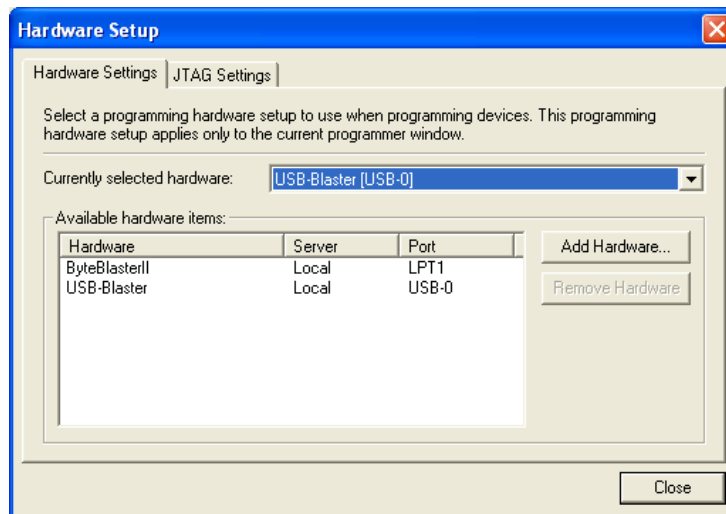 Hardware Setup
Hardware Settings JTAG Settings
Select a programming hardware setup to use when programming devices. This programming
hardware setup applies only to the current programmer window.
Currently selected hardware: USB-Blaster [USB-0]
Available hardware items:
Hardware Server Port
ByteBlasterII Local LPT1
USB-Blaster Local USB-0
Add Hardware...
Remove Hardware
Close